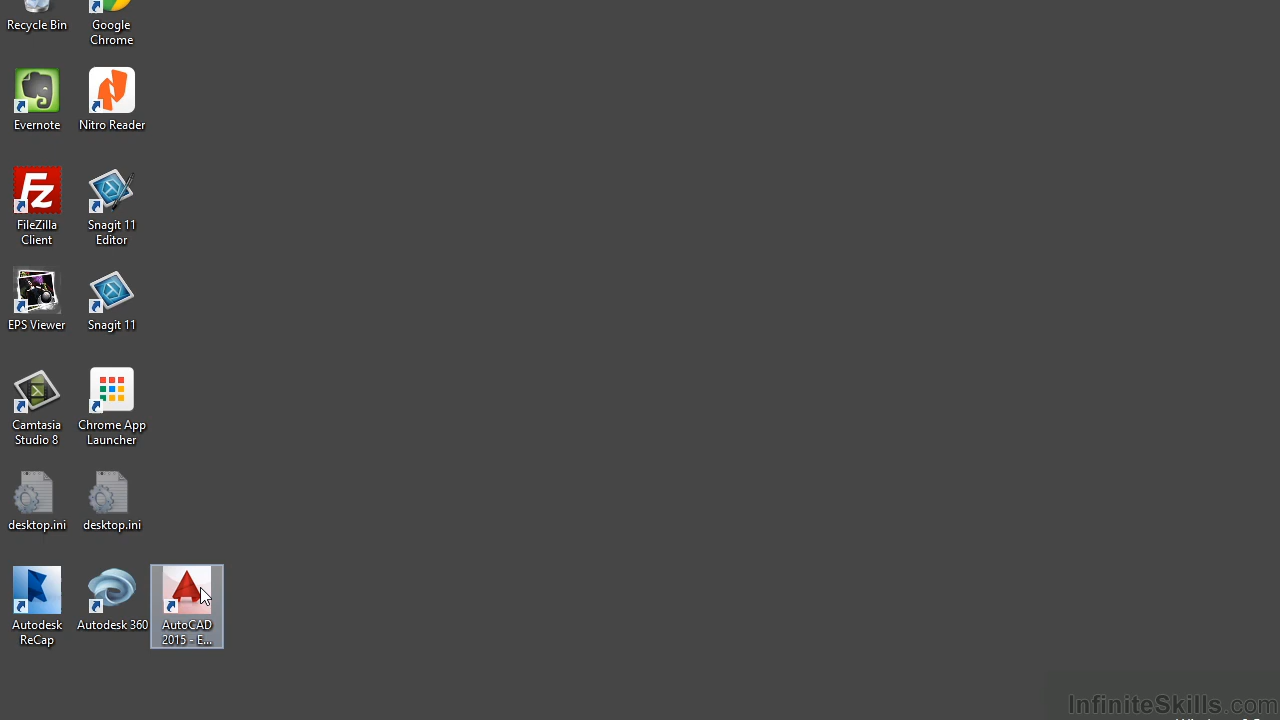 Recycle Bin
Google
Chrome
Evernote
Nitro Reader
FileZilla
Client
Snagit 11
Editor
EPS Viewer
Snagit 11
Camtasia
Studio 8
Chrome App
Launcher
desktop.ini
desktop.ini
Autodesk
ReCap
Autodesk 360
AutoCAD
2015 - E...
InfiniteSkills.com